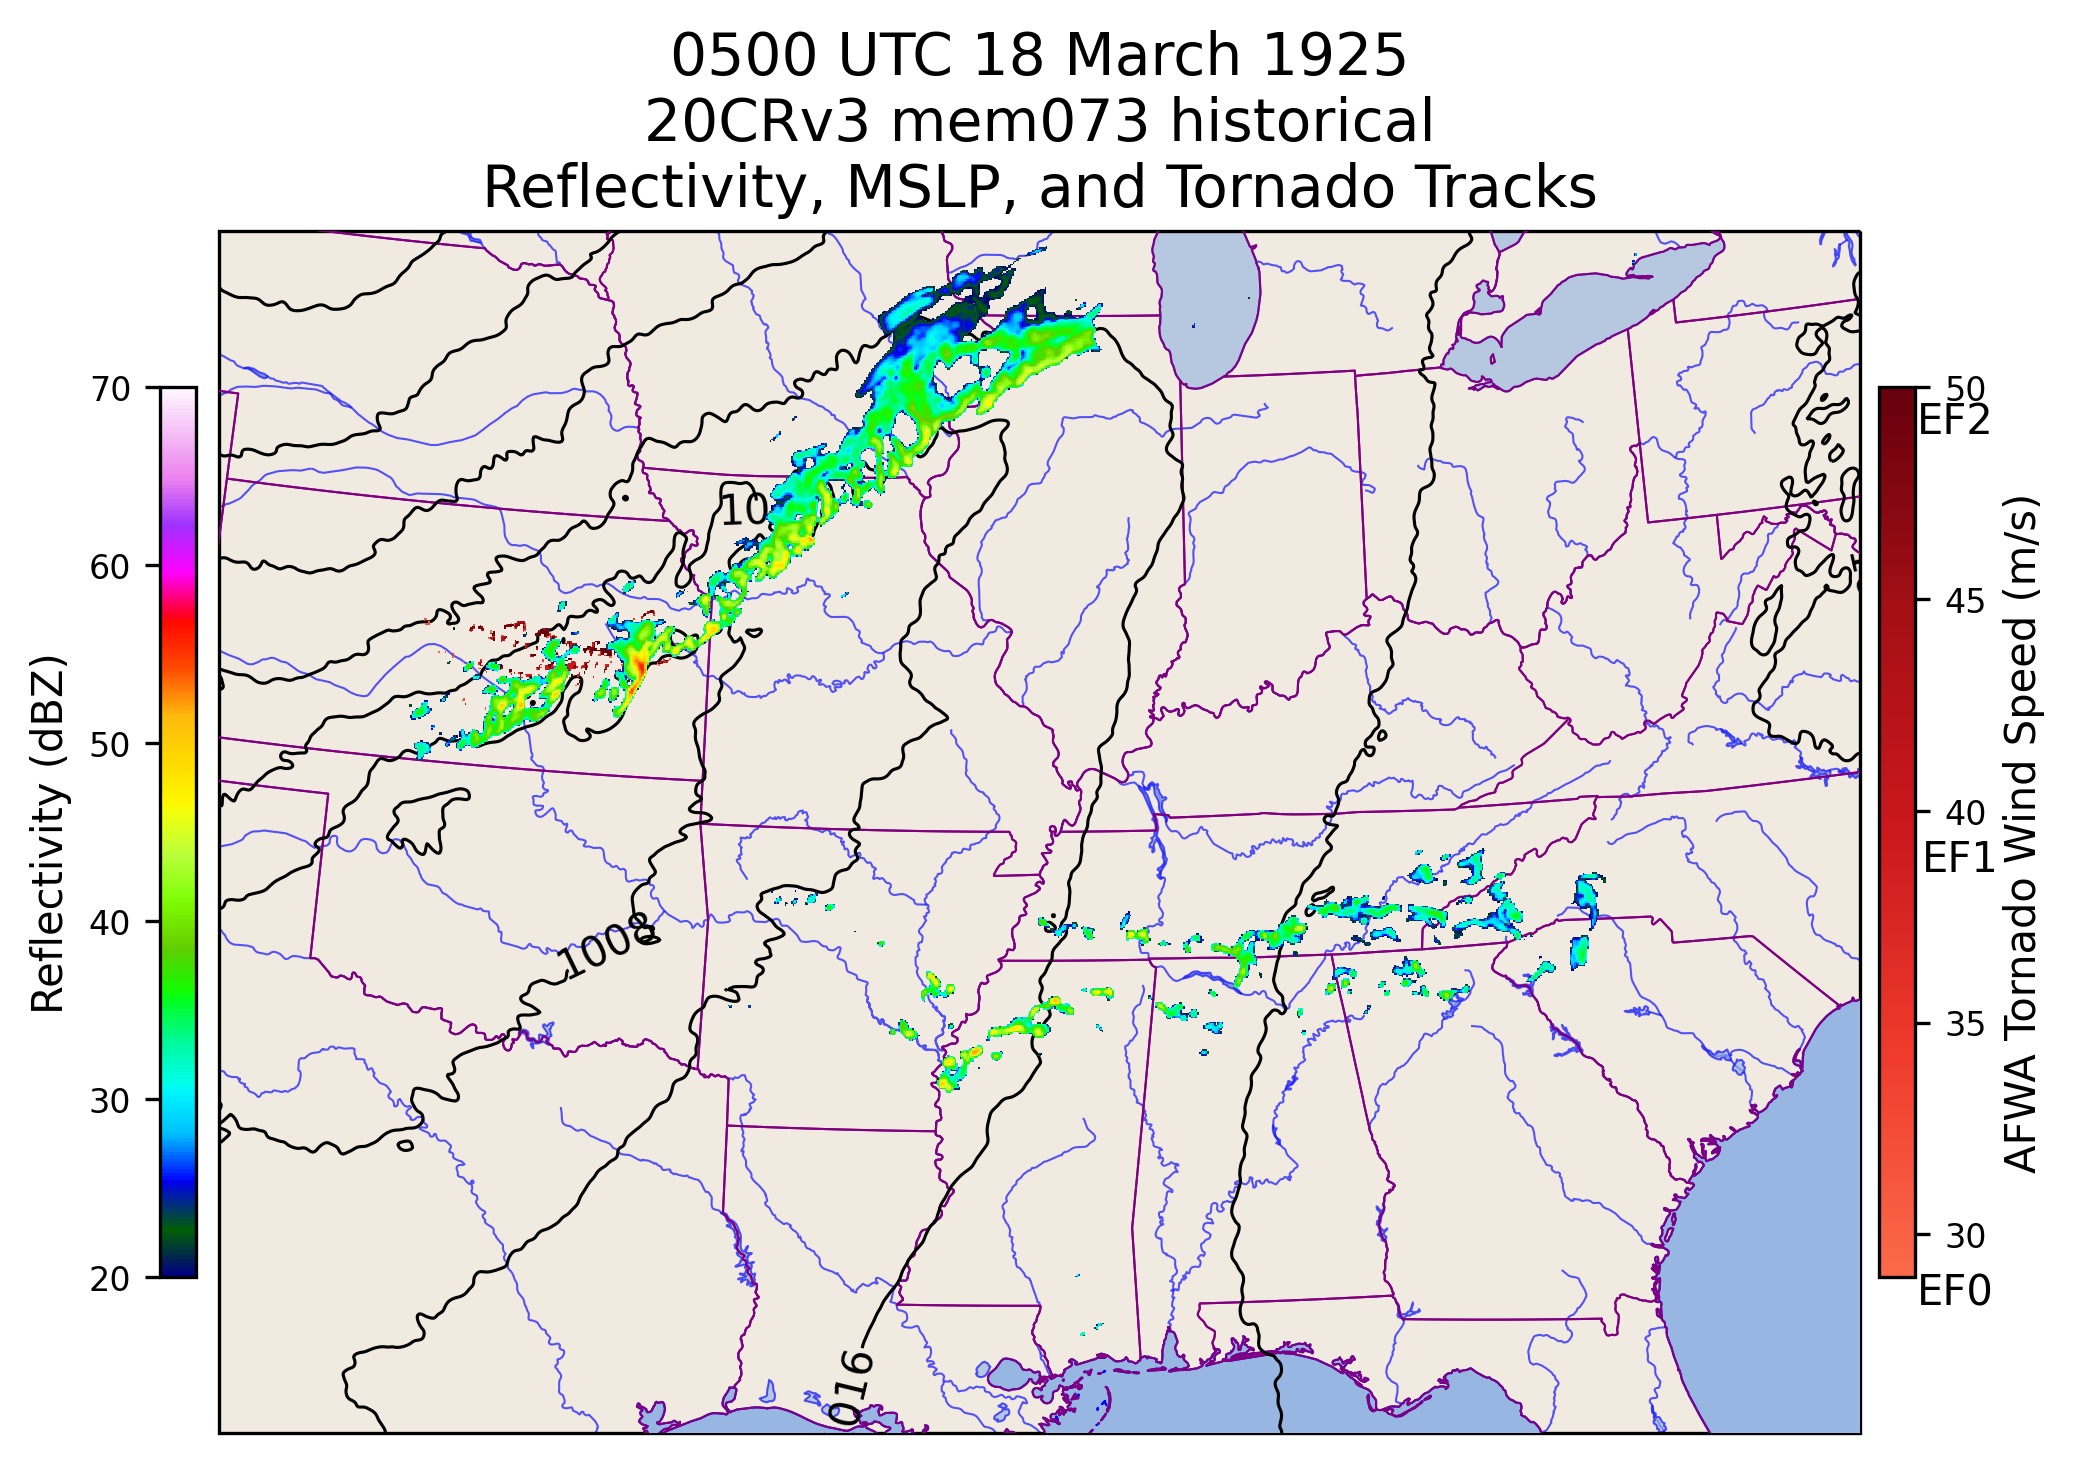 0500 UTC 18 March 1925
20CRv3 mem073 historical
Reflectivity, MSLP, and Tornado Tracks
Reflectivity (dBZ)
70
60
50
40
30
20
10
1008
016
50
EF2
45
40
EF1
35
30
EF0
AFWA Tornado Wind Speed (m/s)